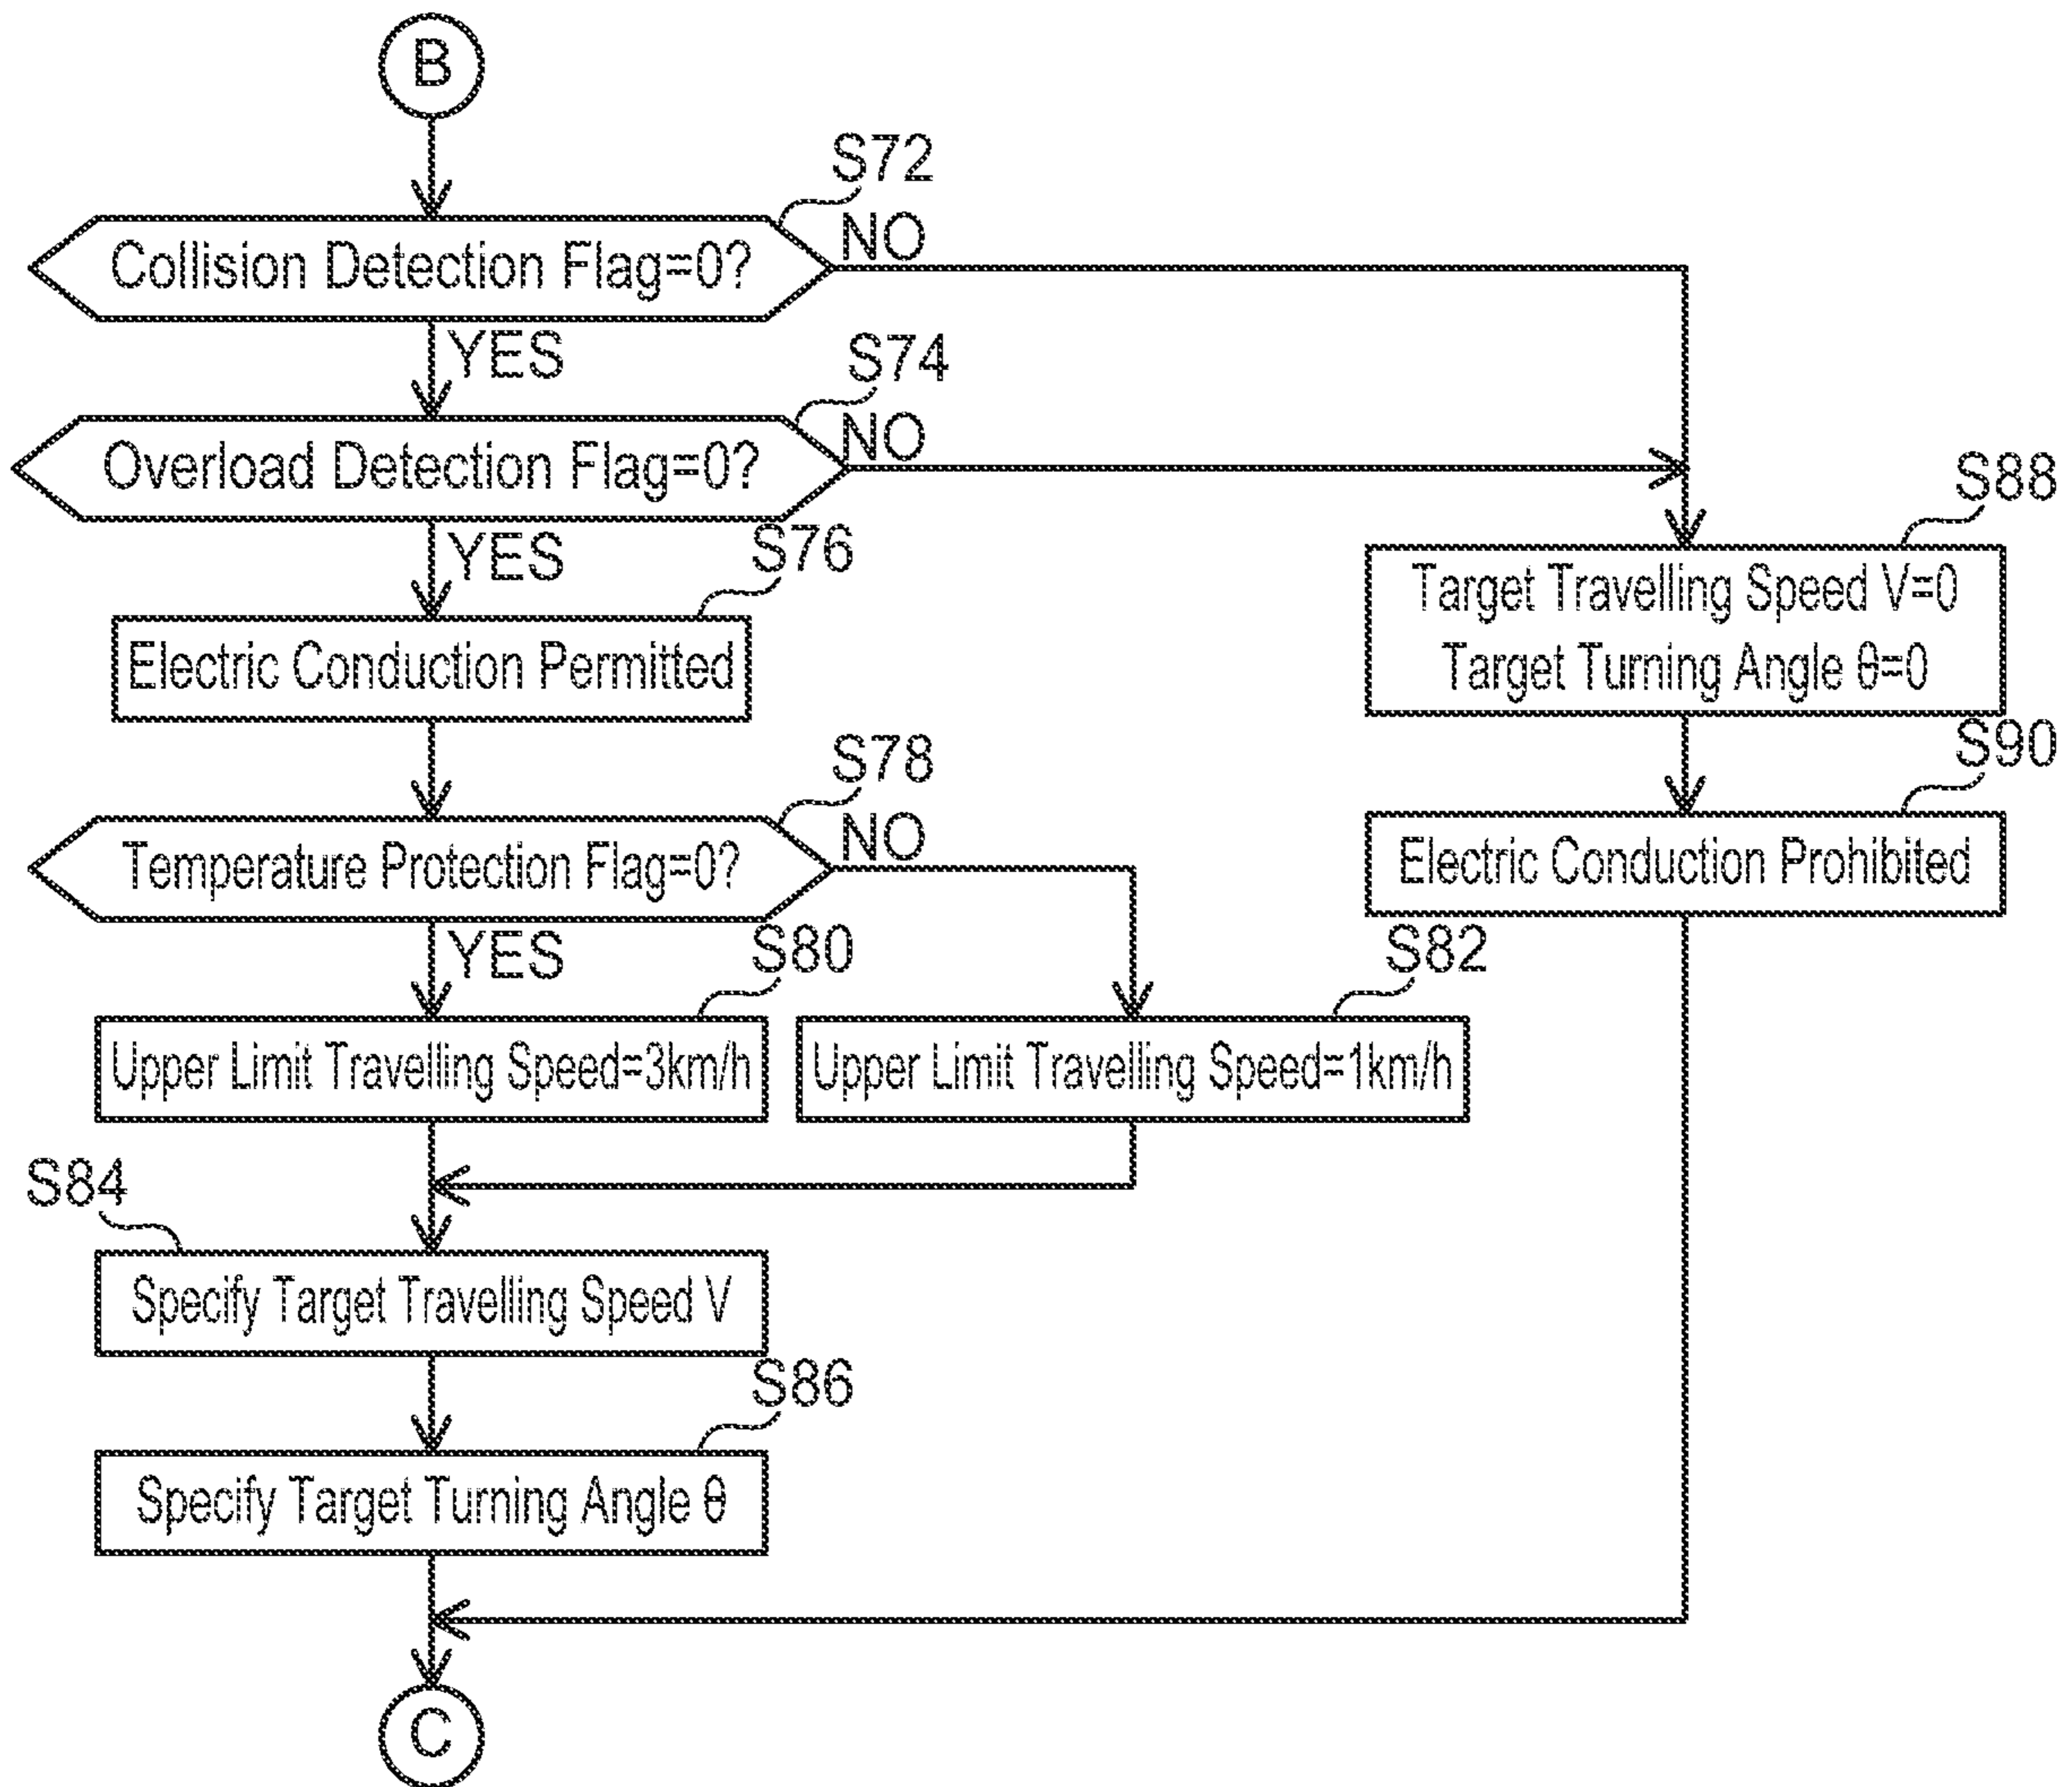 B
S72
Collision Detection Flag=0?
NO
YES
S74
Overload Detection Flag=0?
NO
YES
S76
Electric Conduction Permitted
S88
Target Travelling Speed V=0
Target Turning Angle θ=0
S78
Temperature Protection Flag=0?
NO
YES
S90
Electric Conduction Prohibited
S80
Upper Limit Travelling Speed=3km/h
S82
Upper Limit Travelling Speed=1km/h
S84
Specify Target Travelling Speed V
S86
Specify Target Turning Angle θ
C